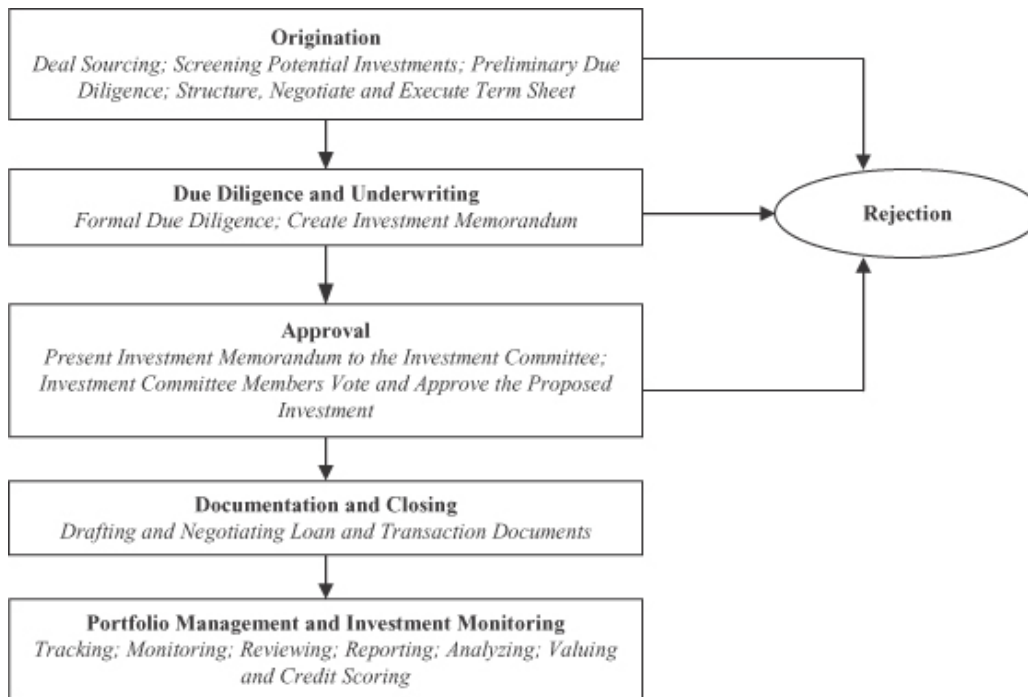 Origination
Deal Sourcing; Screening Potential Investments; Preliminary Due
Diligence; Structure, Negotiate and Execute Term Sheet
Due Diligence and Underwriting
Formal Due Diligence; Create Investment Memorandum
Rejection
Approval
Present Investment Memorandum to the Investment Committee;
Investment Committee Members Vote and Approve the Proposed
Investment
Documentation and Closing
Drafting and Negotiating Loan and Transaction Documents
Portfolio Management and Investment Monitoring
Tracking; Monitoring; Reviewing; Reporting; Analyzing; Valuing
and Credit Scoring